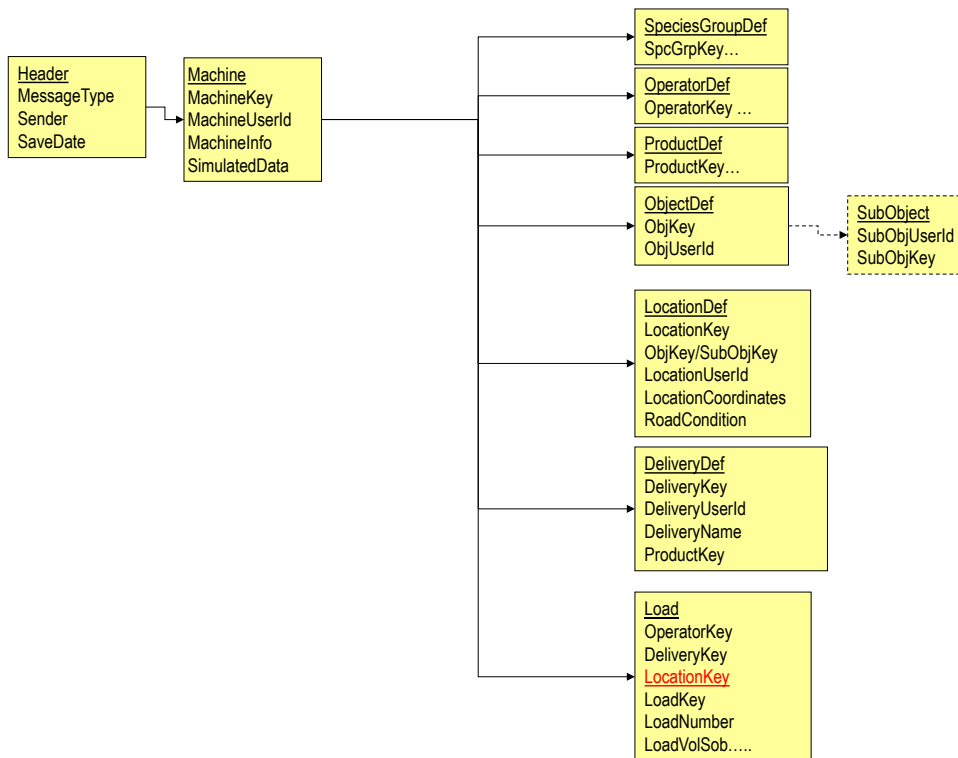 Header
MessageType
Sender
SaveDate
Machine
MachineKey
MachineUserId
MachineInfo
SimulatedData
SpeciesGroupDef
SpcGrpKey…
OperatorDef
OperatorKey …
ProductDef
ProductKey…
ObjectDef
ObjKey
ObjUserId
SubObject
SubObjUserId
SubObjKey
LocationDef
LocationKey
ObjKey/SubObjKey
LocationUserId
LocationCoordinates
RoadCondition
DeliveryDef
DeliveryKey
DeliveryUserId
DeliveryName
ProductKey
Load
OperatorKey
DeliveryKey
LocationKey
LoadKey
LoadNumber
LoadVolSob…..